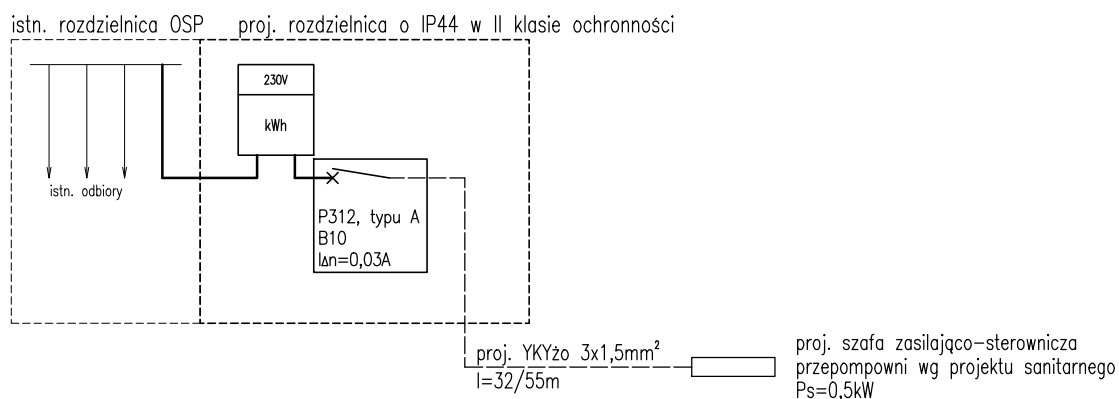 istn. rozdzielnica OSP
proj. rozdzielnica o IP44 w II klasie ochronności
230V
kWh
istn. odbiory
P312, typu A
B10
IΔn=0,03A
proj. YKYżo 3x1,5mm²
l=32/55m
proj. szafa zasilająco-sterownicza
przepompowni wg projektu sanitarnego
Ps=0,5kW